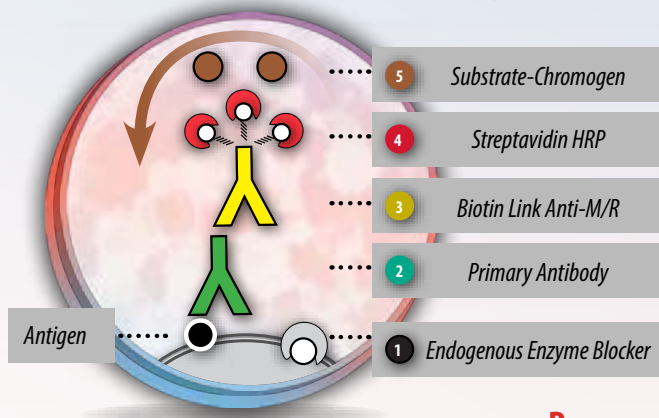 5 Substrate-Chromogen
4 Streptavidin HRP
3 Biotin Link Anti-M/R
2 Primary Antibody
Antigen
1 Endogenous Enzyme Blocker